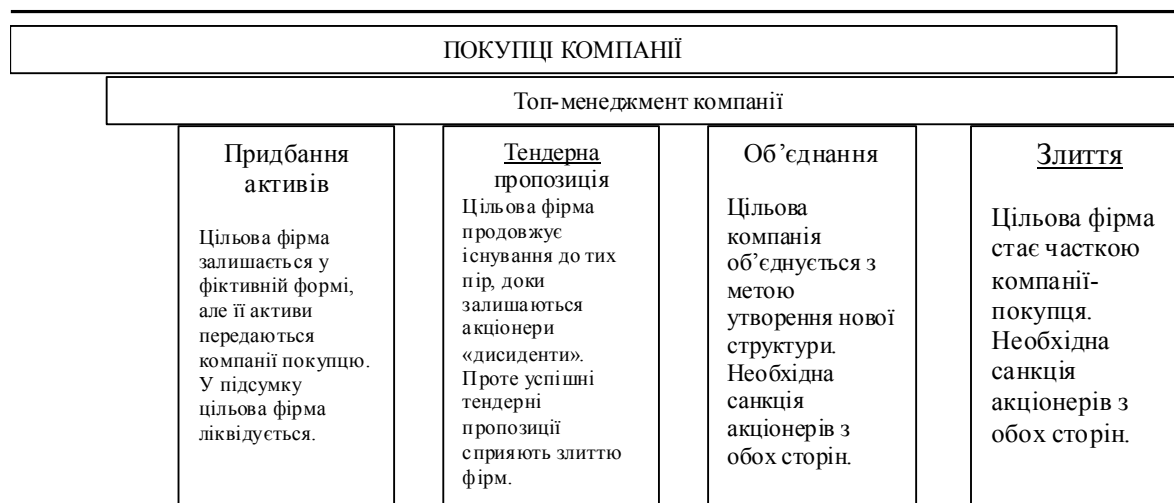 ПОКУПЦІ КОМПАНІЇ
Топ-менеджмент компанії
Придбання
активів
Цільова фірма
залишається у
фіктивній формі,
але її активи
передаються
компанії покупцю.
У підсумку
цільова фірма
ліквідується.
Тендерна
пропозиція
Цільова фірма
продовжує
існування до тих
пір, доки
залишаються
акціонери
«дисиденти».
Проте успішні
тендерні
пропозиції
сприяють злиттю
фірм.
Об’єднання
Цільова
компанія
об’єднується з
метою
утворення нової
структури.
Необхідна
санкція
акціонерів з
обох сторін.
Злиття
Цільова фірма
стає часткою
компанії-
покупця.
Необхідна
санкція
акціонерів з
обох сторін.